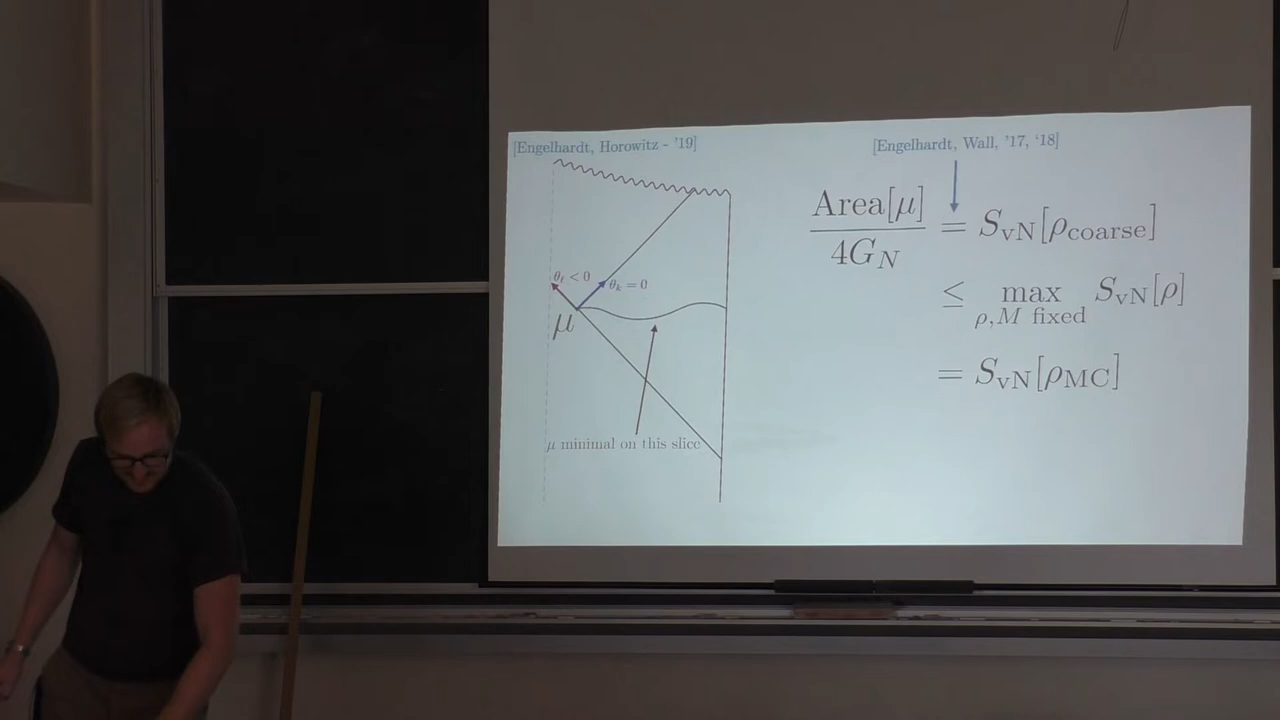 [Engelhardt, Horowitz - '19]
θ_ℓ < 0
θ_k = 0
μ
μ minimal on this slice
[Engelhardt, Wall, '17, '18]
Area[μ] / 4G_N = S_vN[ρ_coarse]
≤ max S_vN[ρ]
ρ, M fixed
= S_vN[ρ_MC]